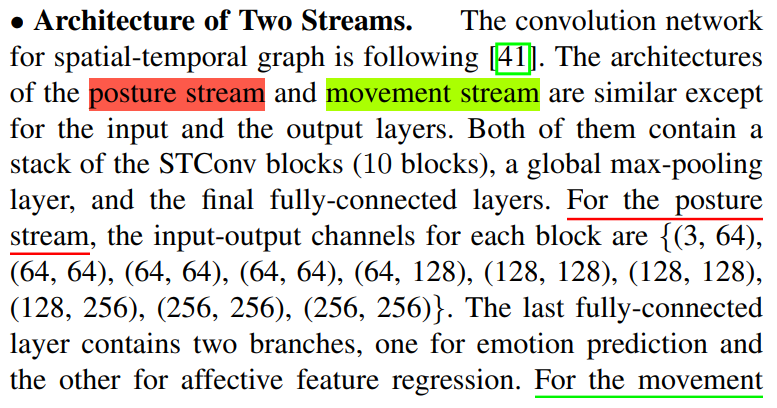 • Architecture of Two Streams. The convolution network
for spatial-temporal graph is following [41]. The architectures
of the posture stream and movement stream are similar except
for the input and the output layers. Both of them contain a
stack of the STConv blocks (10 blocks), a global max-pooling
layer, and the final fully-connected layers. For the posture
stream, the input-output channels for each block are {(3, 64),
(64, 64), (64, 64), (64, 64), (64, 128), (128, 128), (128, 128),
(128, 256), (256, 256), (256, 256)}. The last fully-connected
layer contains two branches, one for emotion prediction and
the other for affective feature regression. For the movement